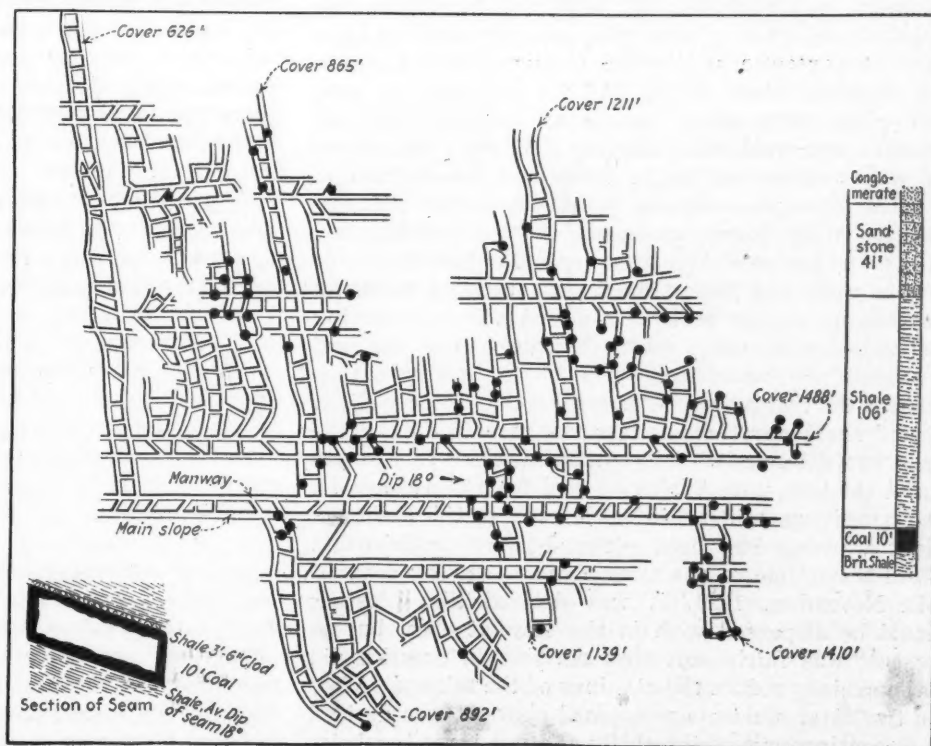 Cover 626'
Cover 865'
Cover 1211'
Conglo-
merate
Sand-
stone
41'
Shale
106'
Coal 10'
Br'n. Shale
Cover 1488'
Dip 18°
Manway
Main slope
Cover 1139'
Cover 1410'
Cover 892'
Shale 3'-6" Clod
10' Coal
Shale, Av. Dip
of seam 18°
Section of Seam